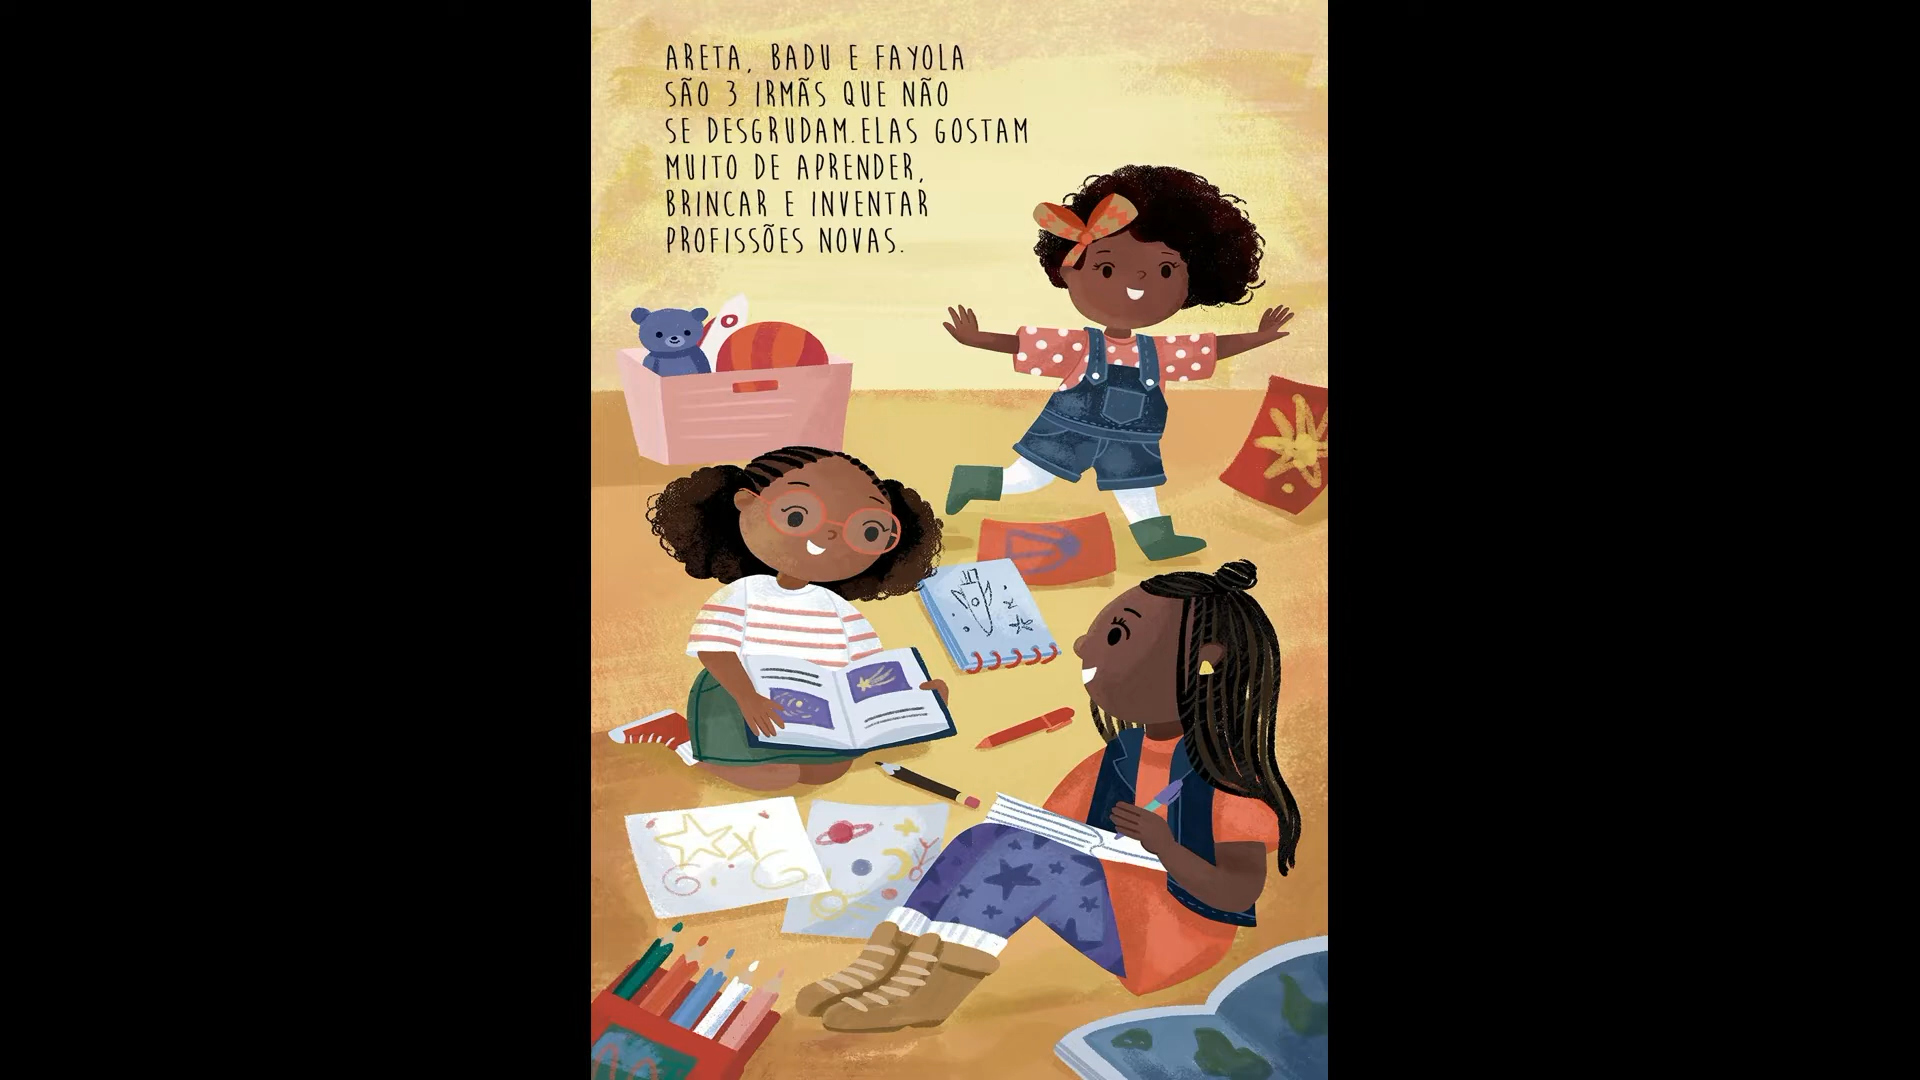 ARETA, BADU E FAYOLA
SÃO 3 IRMÃS QUE NÃO
SE DESGRUDAM.ELAS GOSTAM
MUITO DE APRENDER,
BRINCAR E INVENTAR
PROFISSÕES NOVAS.